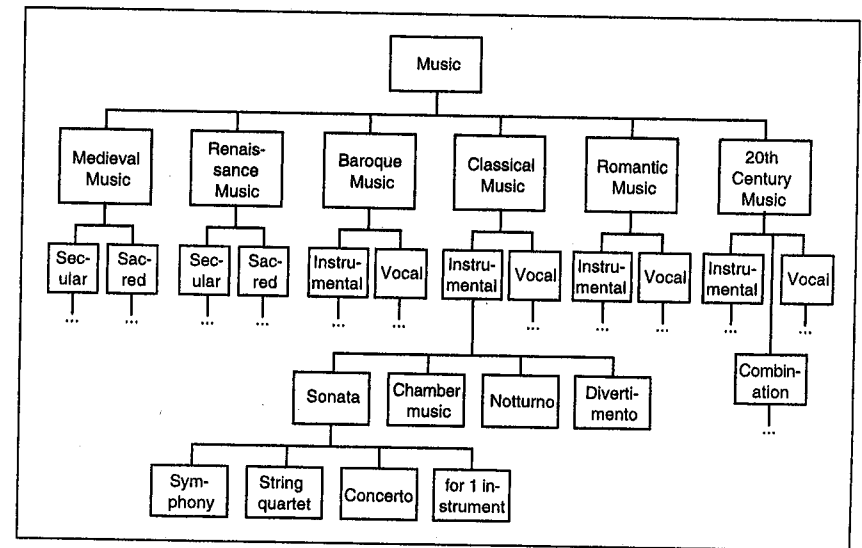 Music
Medieval
Music
Renais-
sance
Music
Baroque
Music
Classical
Music
Romantic
Music
20th
Century
Music
Sec-
ular
Sac-
red
Sec-
ular
Sac-
red
Instru-
mental
Vocal
Instru-
mental
Vocal
Instru-
mental
Vocal
Instru-
mental
Vocal
...
...
...
...
...
...
...
...
...
...
...
Sonata
Chamber
music
Notturno
Diverti-
mento
Combin-
ation
...
Sym-
phony
String
quartet
Concerto
for 1 in-
strument